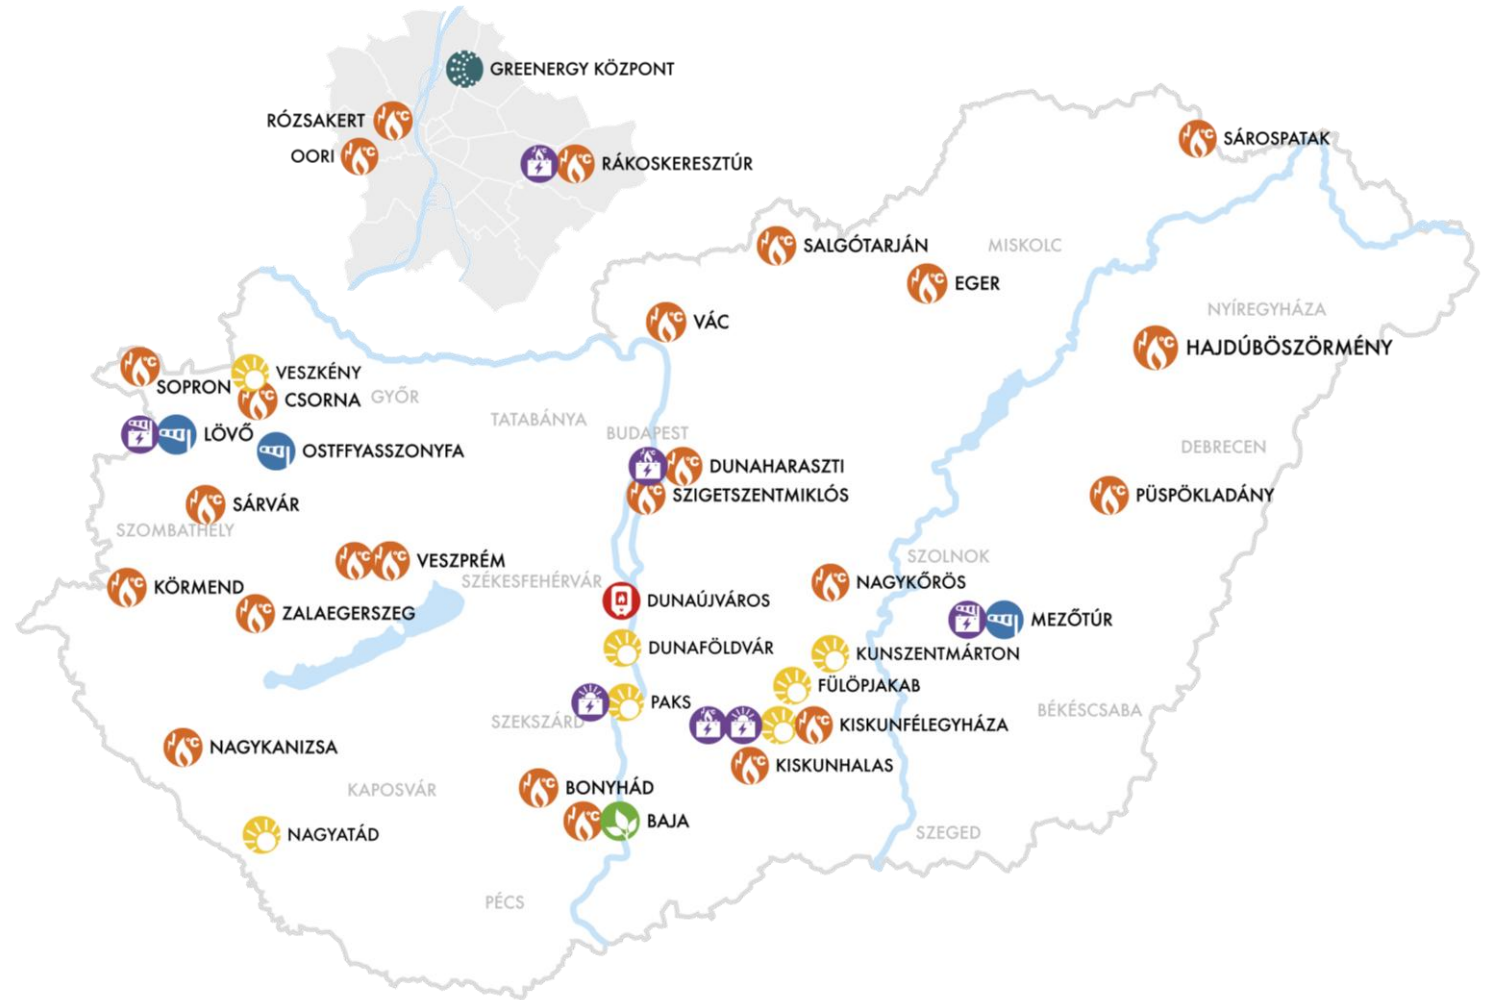 GREENERGY KÖZPONT
RÓZSAKERT
OORI
RÁKOSKERESZTÚR
SÁROSPATAK
SALGÓTARJÁN
MISKOLC
EGER
NYÍREGYHÁZA
VÁC
HAJDÚBÖSZÖRMÉNY
VESZKÉNY
SOPRON
CSORNA
GYŐR
TATABÁNYA
BUDAPEST
LÖVŐ
OSTFFYASSZONYFA
DEBRECEN
DUNAHARASZTI
SZIGETSZENTMIKLÓS
PÜSPÖKLADÁNY
SÁRVÁR
SZOMBATHELY
VESZPRÉM
SZOLNOK
SZÉKESFEHÉRVÁR
NAGYKŐRÖS
KÖRMEND
DUNAÚJVÁROS
ZALAEGERSZEG
MEZŐTÚR
DUNAFÖLDVÁR
KUNSZENTMÁRTON
FÜLÖPJAKAB
PAKS
BÉKÉSCSABA
SZEKSZÁRD
KISKUNFÉLEGYHÁZA
NAGYKANIZSA
KISKUNHALAS
BONYHÁD
KAPOSVÁR
BAJA
SZEGED
NAGYATÁD
PÉCS